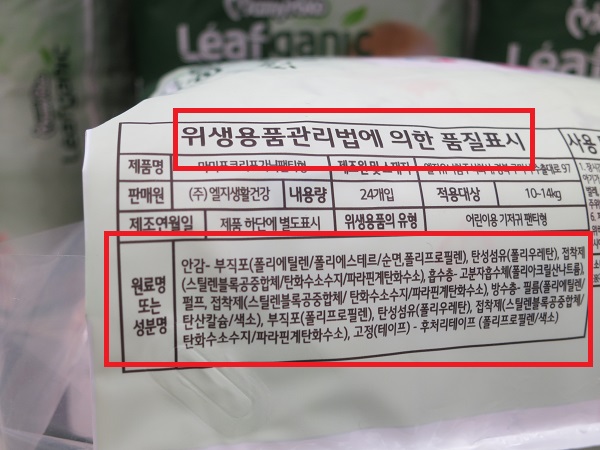 Léafganic
위생용품관리법에 의한 품질표시
사용
제품명
판매원 (주) 엘지생활건강 내용량 24개입 적용대상 10-14kg
제조연월일 제품 하단에 별도표시 위생용품의 유형 어린이용 기저귀 팬티형
원료명
또는
성분명
안감- 부직포(폴리에틸렌/폴리에스테르/순면,폴리프로필렌), 탄성섬유(폴리우레탄), 접착제
(스틸렌블록공중합체/탄화수소수지/파라핀계탄화수소), 흡수층- 고분자흡수체(폴리아크릴산나트륨),
펄프, 접착제(스틸렌블록공중합체/ 탄화수소수지/파라핀계탄화수소), 방수층- 필름(폴리에틸렌/
탄산칼슘/색소), 부직포(폴리프로필렌), 탄성섬유(폴리우레탄), 접착제(스틸렌블록공중합체/
탄화수소수지/파라핀계탄화수소), 고정(테이프) - 후처리테이프 (폴리프로필렌/색소)